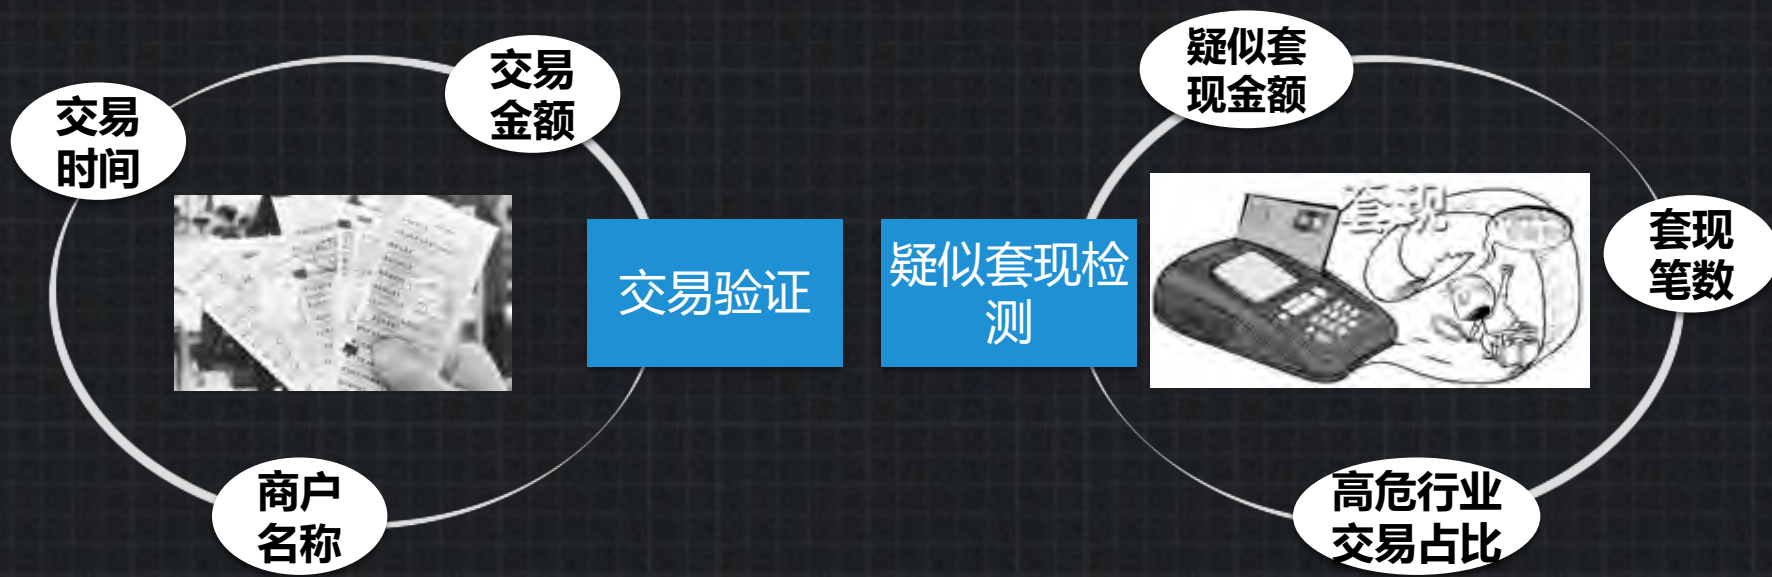 交易
时间
交易
金额
商户
名称
交易验证
疑似套现检
测
疑似套
现金额
套现
套现
笔数
高危行业
交易占比